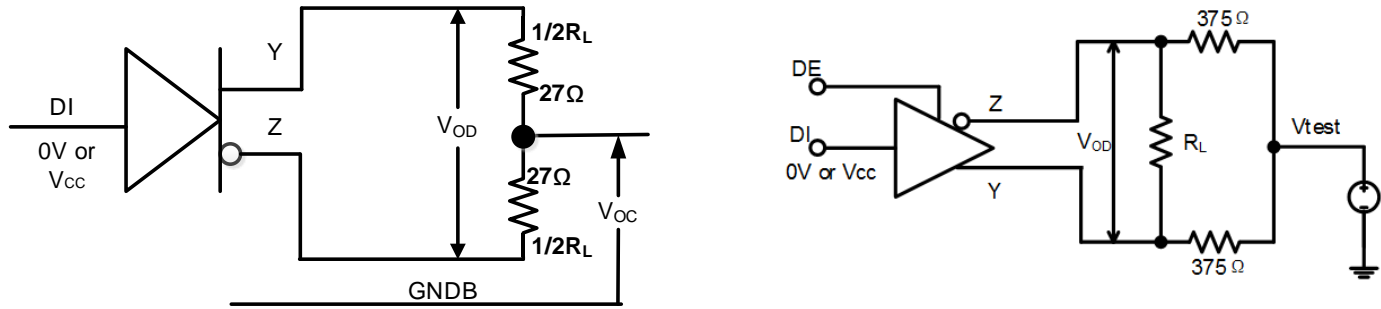 1/2RL
Y
27Ω
DI
Z
VOD
0V or
VCC
27Ω
VOC
1/2RL
GNDB
375 Ω
DE
Z
DI
VOD
RL
Vtest
0V or Vcc
Y
375 Ω